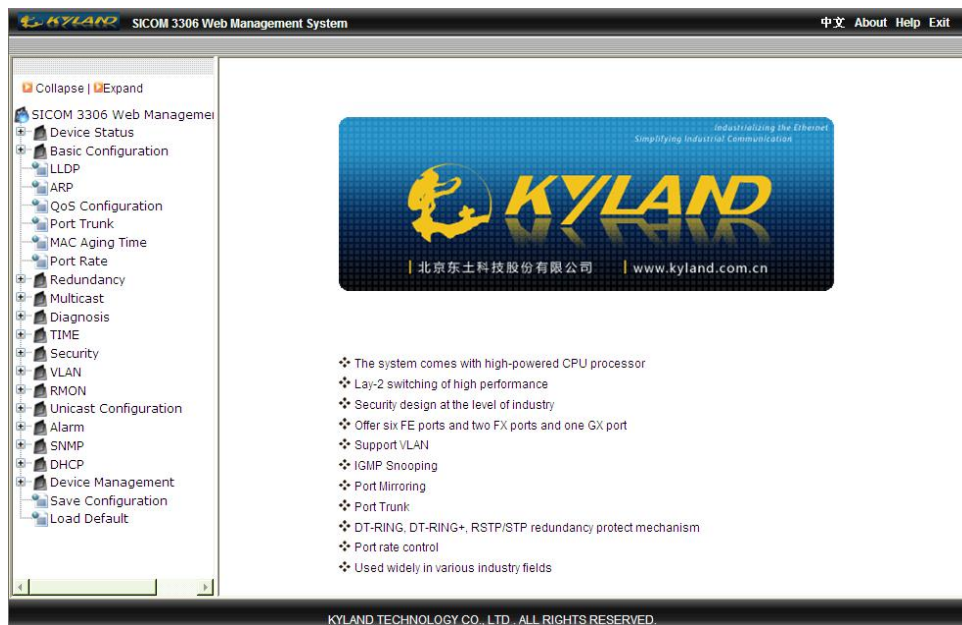 KYLAND SICOM 3306 Web Management System 中文 About Help Exit
Collapse | Expand
SICOM 3306 Web Managemen
Device Status
Basic Configuration
LLDP
ARP
QoS Configuration
Port Trunk
MAC Aging Time
Port Rate
Redundancy
Multicast
Diagnosis
TIME
Security
VLAN
RMON
Unicast Configuration
Alarm
SNMP
DHCP
Device Management
Save Configuration
Load Default
Industrializing the Ethernet
Simplifying Industrial Communication
KYLAND
北京东土科技股份有限公司 www.kyland.com.cn
The system comes with high-powered CPU processor
Lay-2 switching of high performance
Security design at the level of industry
Offer six FE ports and two FX ports and one GX port
Support VLAN
IGMP Snooping
Port Mirroring
Port Trunk
DT-RING, DT-RING+, RSTP/STP redundancy protect mechanism
Port rate control
Used widely in various industry fields
KYLAND TECHNOLOGY CO., LTD . ALL RIGHTS RESERVED.